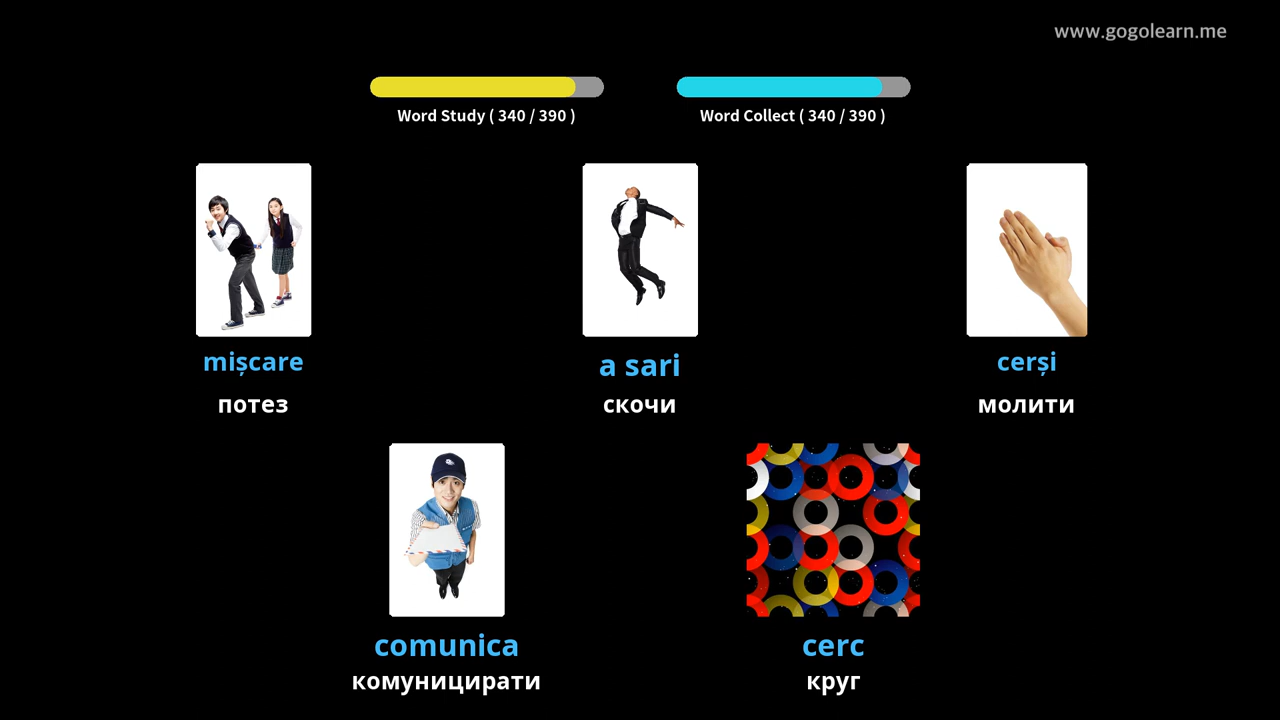 www.gogolearn.me
Word Study ( 340 / 390 )
Word Collect ( 340 / 390 )
mișcare
a sari
cerși
потез
скочи
молити
comunica
cerc
комуницирати
круг